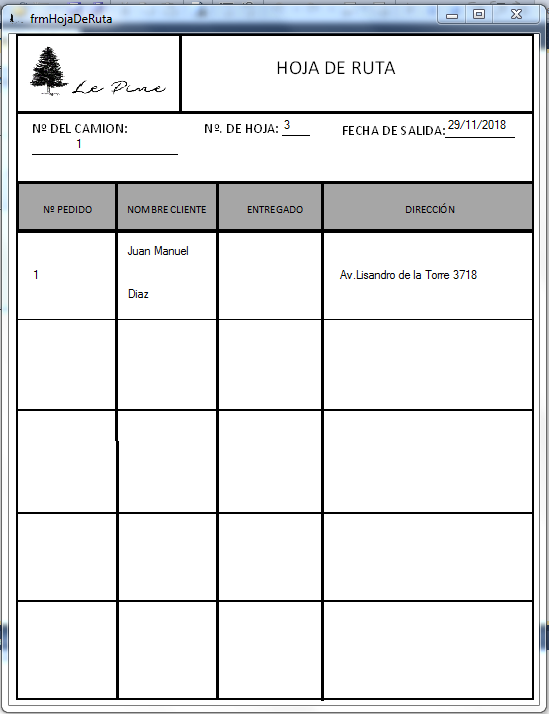 frmHojaDeRuta
Le Pine
HOJA DE RUTA
Nº DEL CAMION:
1
Nº. DE HOJA: 3
FECHA DE SALIDA: 29/11/2018
Nº PEDIDO
NOMBRE CLIENTE
ENTREGADO
DIRECCIÓN
1
Juan Manuel
Diaz
Av.Lisandro de la Torre 3718